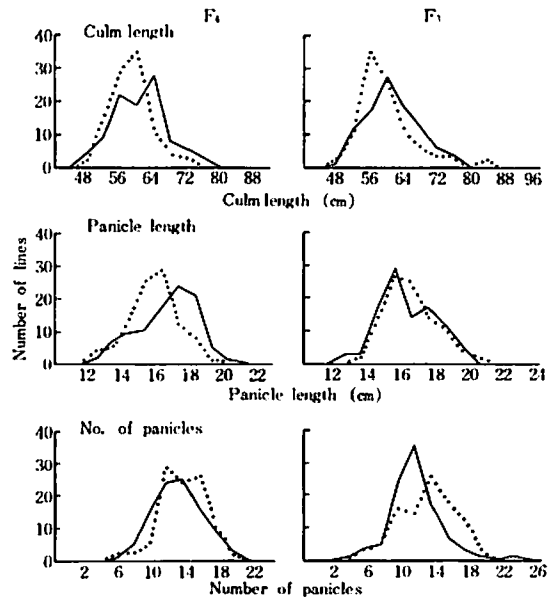 F₄ F₃
Culm length
40
30
20
10
0
48 56 64 72 80 88
48 56 64 72 80 88 96
Culm length (cm)
Panicle length
Number of lines
40
30
20
10
0
12 14 16 18 20 22
12 14 16 18 20 22 24
Panicle length (cm)
No. of panicles
40
30
20
10
0
2 6 10 14 18 22
2 6 10 14 18 22 26
Number of panicles